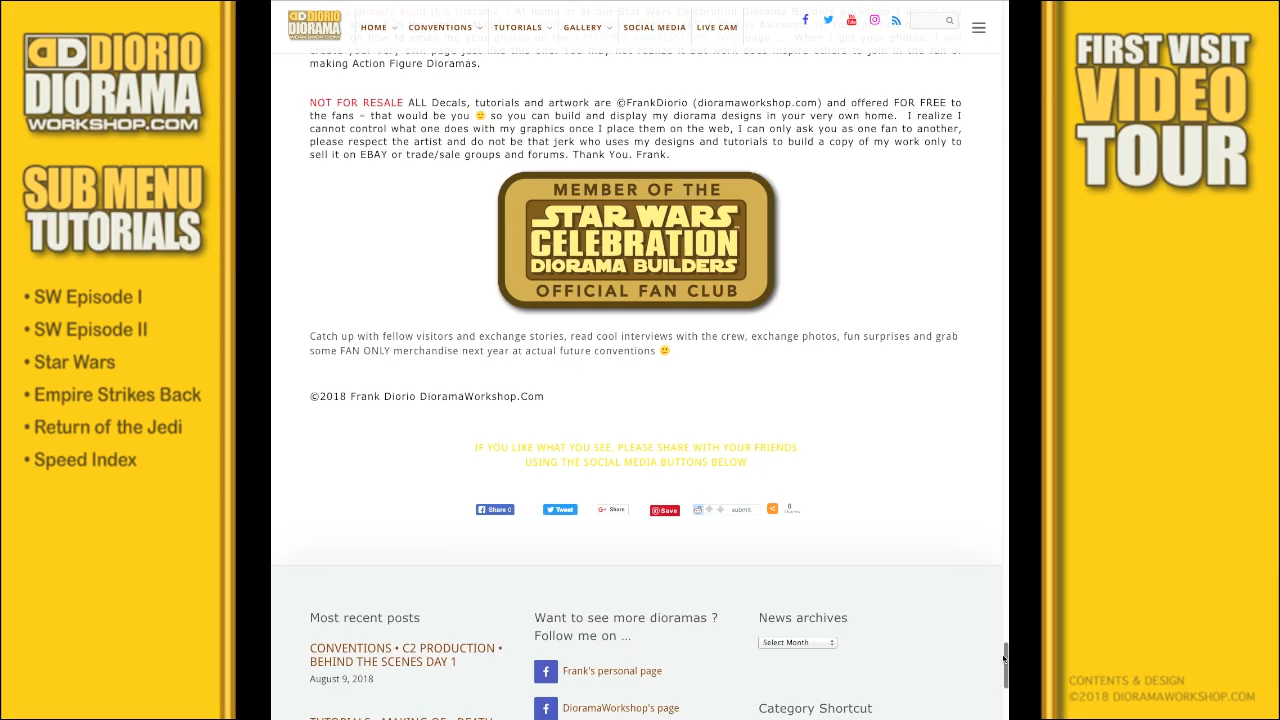 DIORIO
DIORAMA
WORKSHOP.COM
SUB MENU
TUTORIALS
• SW Episode I
• SW Episode II
• Star Wars
• Empire Strikes Back
• Return of the Jedi
• Speed Index
DIORIO
DIORAMA
HOME CONVENTIONS TUTORIALS GALLERY SOCIAL MEDIA LIVE CAM
making Action Figure Dioramas.
NOT FOR RESALE ALL Decals, tutorials and artwork are ©FrankDiorio (dioramaworkshop.com) and offered FOR FREE to
the fans – that would be you 🙂 so you can build and display my diorama designs in your very own home. I realize I
cannot control what one does with my graphics once I place them on the web, I can only ask you as one fan to another,
please respect the artist and do not be that jerk who uses my designs and tutorials to build a copy of my work only to
sell it on EBAY or trade/sale groups and forums. Thank You. Frank.
MEMBER OF THE
STAR WARS
CELEBRATION
DIORAMA BUILDERS
OFFICIAL FAN CLUB
Catch up with fellow visitors and exchange stories, read cool interviews with the crew, exchange photos, fun surprises and grab
some FAN ONLY merchandise next year at actual future conventions 🙂
©2018 Frank Diorio DioramaWorkshop.Com
IF YOU LIKE WHAT YOU SEE, PLEASE SHARE WITH YOUR FRIENDS
USING THE SOCIAL MEDIA BUTTONS BELOW
Share 0 Tweet Share Save submit 0 Shares
Most recent posts
CONVENTIONS • C2 PRODUCTION •
BEHIND THE SCENES DAY 1
August 9, 2018
TUTORIALS • MAKING OF • DEATH
Want to see more dioramas ?
Follow me on ...
Frank's personal page
DioramaWorkshop's page
News archives
Select Month
Category Shortcut
FIRST VISIT
VIDEO
TOUR
CONTENTS & DESIGN
©2018 DIORAMAWORKSHOP.COM